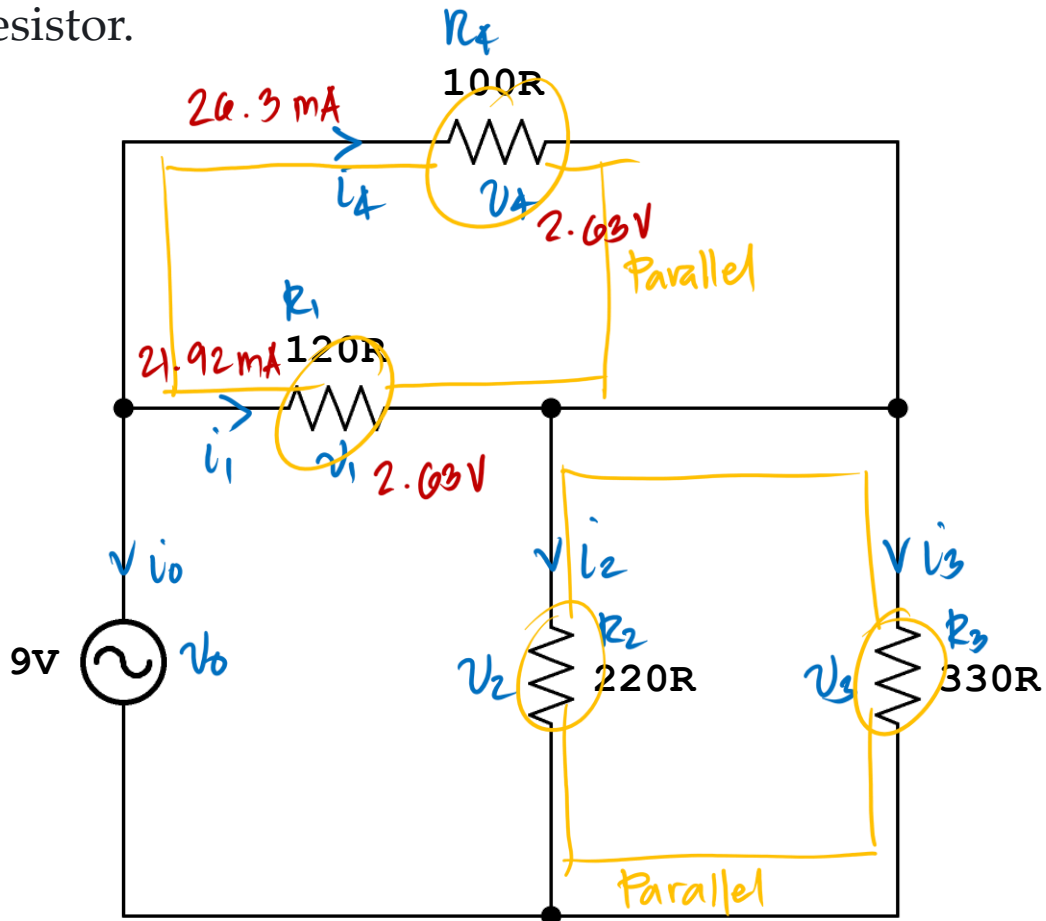 esistor.
R₄
100R
26.3 mA
i₄
v₄
2.63V
Parallel
R₁
120R
21.92mA
i₁
v₁
2.63V
i₀
i₂
i₃
9V
v₀
v₂
R₂
220R
v₃
R₃
330R
Parallel